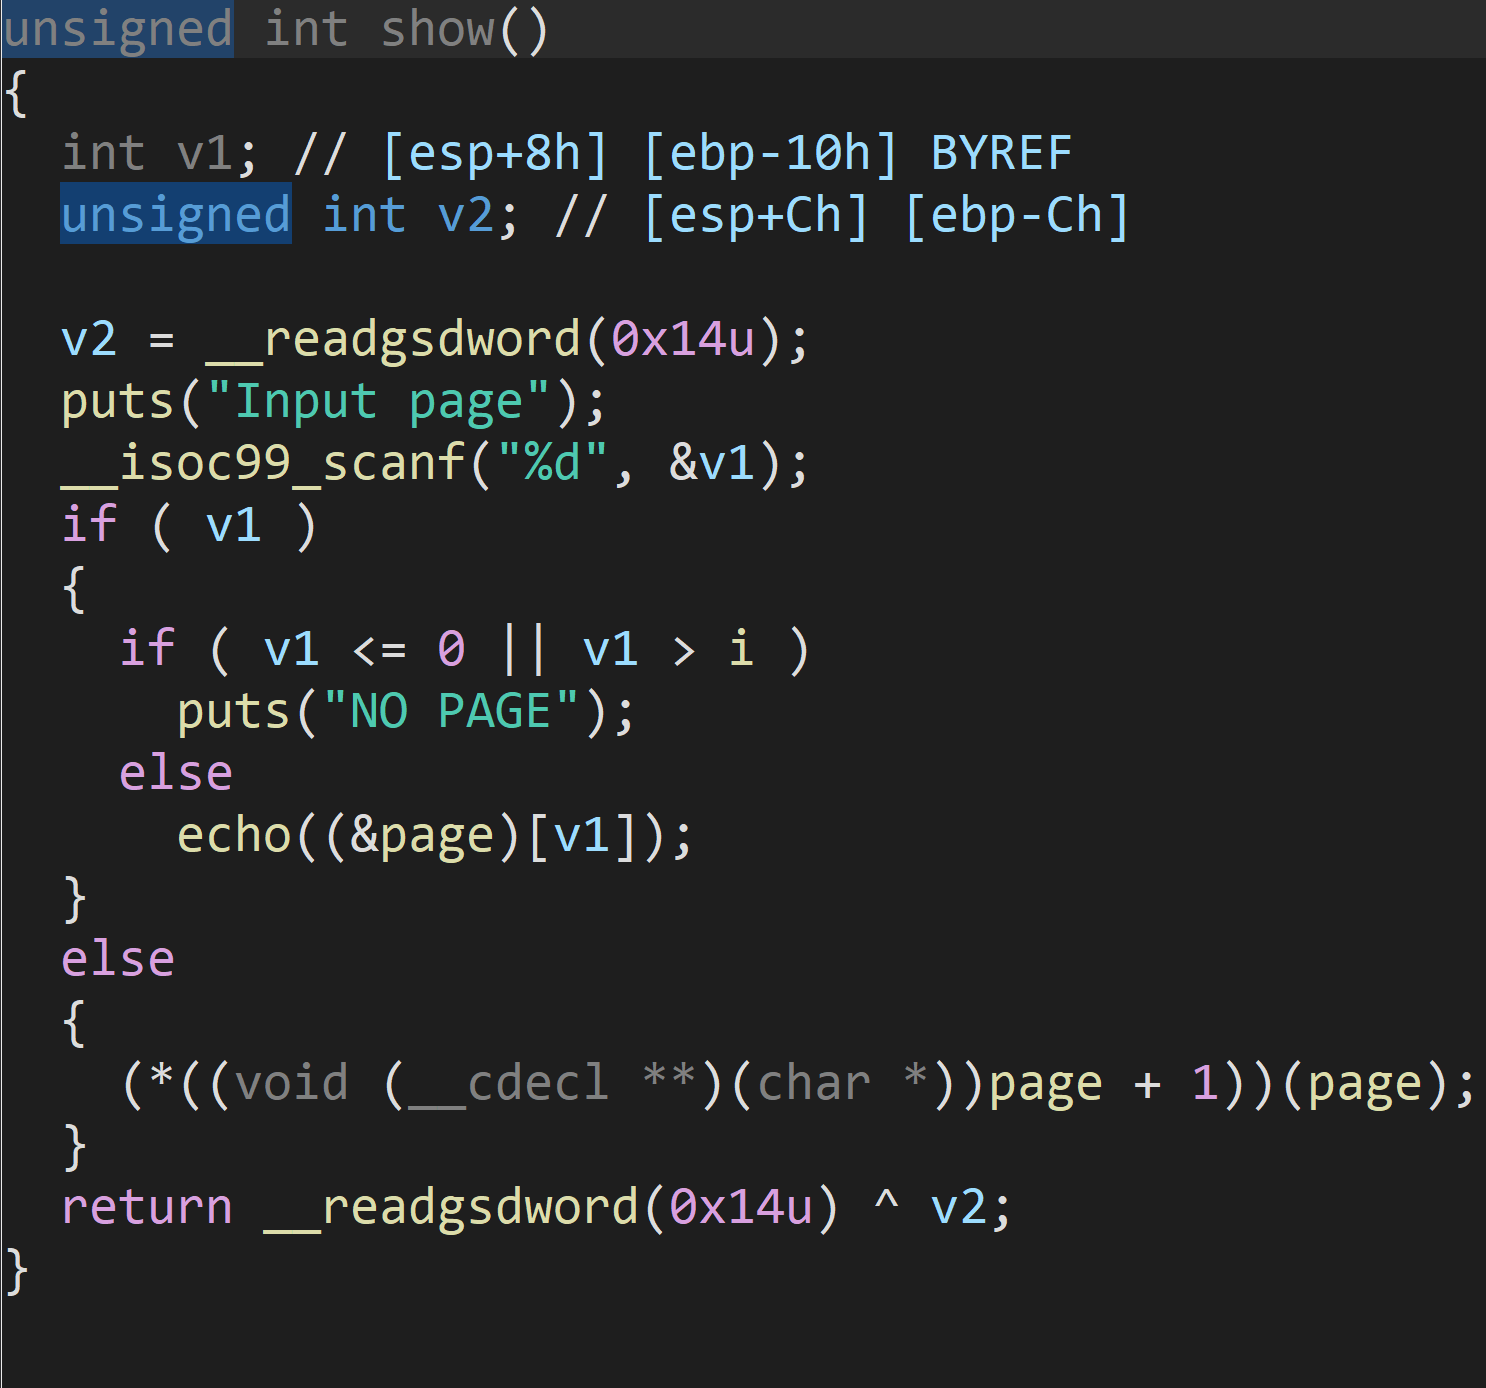 unsigned int show()
{
  int v1; // [esp+8h] [ebp-10h] BYREF
  unsigned int v2; // [esp+Ch] [ebp-Ch]

  v2 = __readgsdword(0x14u);
  puts("Input page");
  __isoc99_scanf("%d", &v1);
  if ( v1 )
  {
    if ( v1 <= 0 || v1 > i )
      puts("NO PAGE");
    else
      echo((&page)[v1]);
  }
  else
  {
    (*((void (__cdecl **)(char *))page + 1))(page);
  }
  return __readgsdword(0x14u) ^ v2;
}